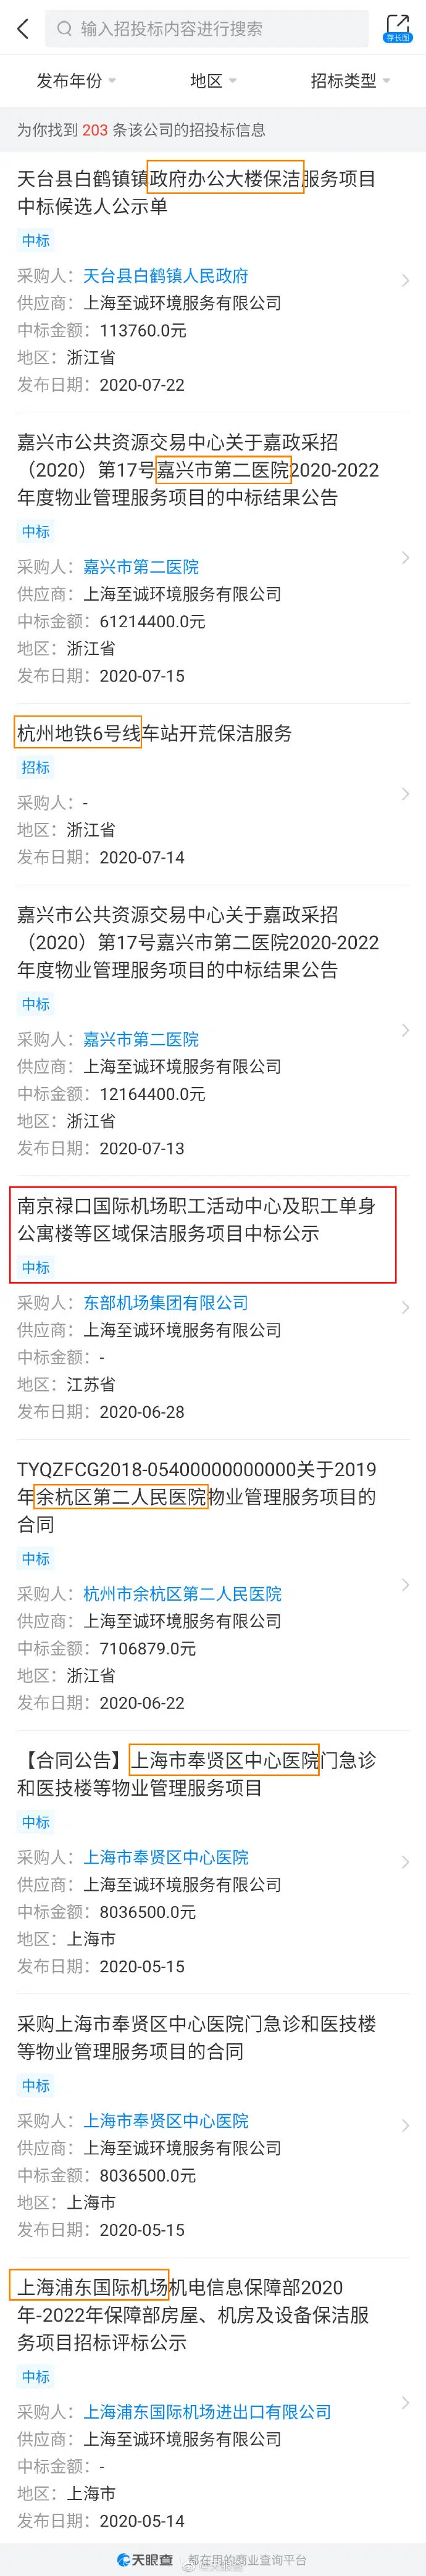 输入招投标内容进行搜索
存长图
发布年份 地区 招标类型
为你找到 203 条该公司的招投标信息
天台县白鹤镇镇政府办公大楼保洁服务项目
中标候选人公示单
中标
采购人：天台县白鹤镇人民政府
供应商：上海至诚环境服务有限公司
中标金额：113760.0元
地区：浙江省
发布日期：2020-07-22
嘉兴市公共资源交易中心关于嘉政采招
（2020）第17号嘉兴市第二医院2020-2022
年度物业管理服务项目的中标结果公告
中标
采购人：嘉兴市第二医院
供应商：上海至诚环境服务有限公司
中标金额：61214400.0元
地区：浙江省
发布日期：2020-07-15
杭州地铁6号线车站开荒保洁服务
招标
采购人：-
地区：浙江省
发布日期：2020-07-14
嘉兴市公共资源交易中心关于嘉政采招
（2020）第17号嘉兴市第二医院2020-2022
年度物业管理服务项目的中标结果公告
中标
采购人：嘉兴市第二医院
供应商：上海至诚环境服务有限公司
中标金额：12164400.0元
地区：浙江省
发布日期：2020-07-13
南京禄口国际机场职工活动中心及职工单身
公寓楼等区域保洁服务项目中标公示
中标
采购人：东部机场集团有限公司
供应商：上海至诚环境服务有限公司
中标金额：-
地区：江苏省
发布日期：2020-06-28
TYQZFCG2018-05400000000000关于2019
年余杭区第二人民医院物业管理服务项目的
合同
中标
采购人：杭州市余杭区第二人民医院
供应商：上海至诚环境服务有限公司
中标金额：7106879.0元
地区：浙江省
发布日期：2020-06-22
【合同公告】上海市奉贤区中心医院门急诊
和医技楼等物业管理服务项目
中标
采购人：上海市奉贤区中心医院
供应商：上海至诚环境服务有限公司
中标金额：8036500.0元
地区：上海市
发布日期：2020-05-15
采购上海市奉贤区中心医院门急诊和医技楼
等物业管理服务项目的合同
中标
采购人：上海市奉贤区中心医院
供应商：上海至诚环境服务有限公司
中标金额：8036500.0元
地区：上海市
发布日期：2020-05-15
上海浦东国际机场机电信息保障部2020
年-2022年保障部房屋、机房及设备保洁服
务项目招标评标公示
中标
采购人：上海浦东国际机场进出口有限公司
供应商：上海至诚环境服务有限公司
中标金额：-
地区：上海市
发布日期：2020-05-14
天眼查 都在用的商业查询平台